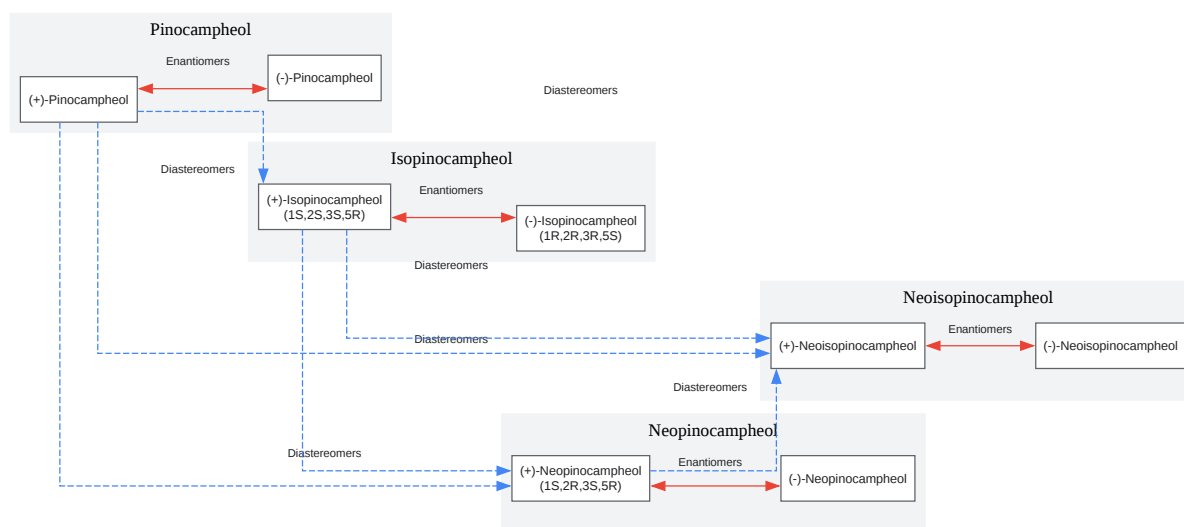 Pinocampheol
Enantiomers
(+)-Pinocampheol
(-)-Pinocampheol
Diastereomers
Diastereomers
Isopinocampheol
Enantiomers
(+)-Isopinocampheol
(1S,2S,3S,5R)
(-)-Isopinocampheol
(1R,2R,3R,5S)
Diastereomers
Neoisopinocampheol
Enantiomers
(+)-Neoisopinocampheol
(-)-Neoisopinocampheol
Diastereomers
Diastereomers
Neopinocampheol
Diastereomers
Enantiomers
(+)-Neopinocampheol
(1S,2R,3S,5R)
(-)-Neopinocampheol